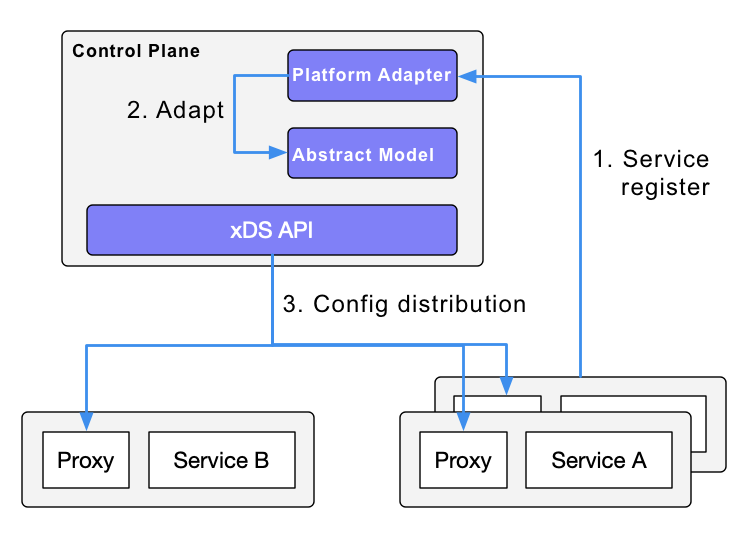 Control Plane
Platform Adapter
2. Adapt
Abstract Model
1. Service
register
xDS API
3. Config distribution
Proxy
Service B
Proxy
Service A